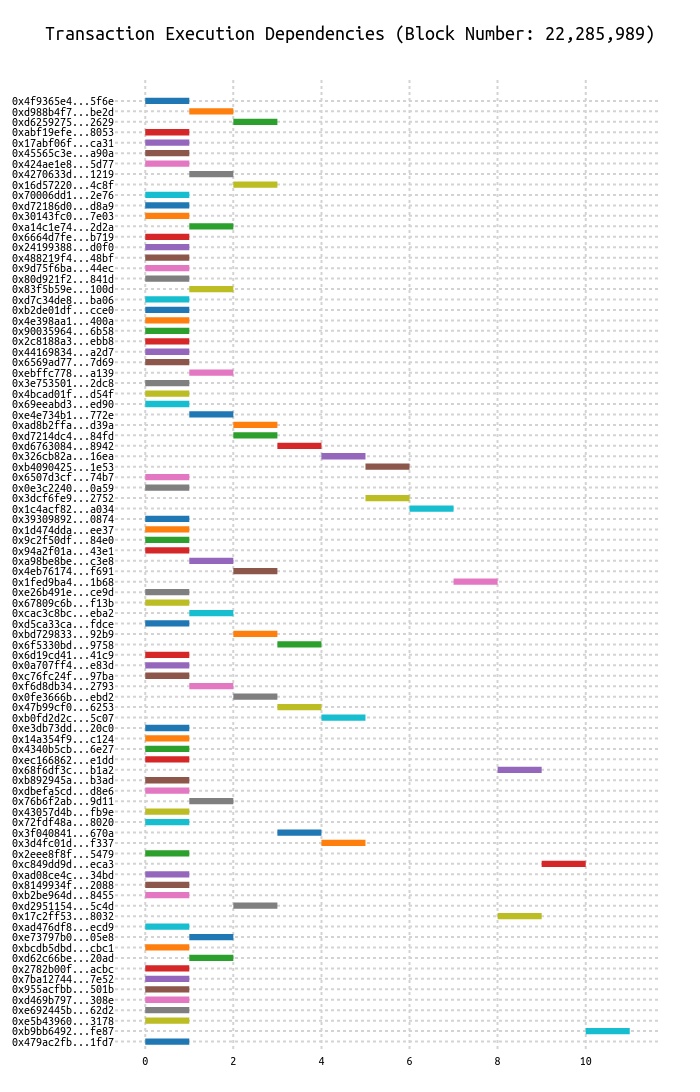 Transaction Execution Dependencies (Block Number: 22,285,989)
0x4f9365e4...5f6e
0xd988b4f7...be2d
0xd6259275...2629
0xabf19efe...8053
0x17abf06f...ca31
0x45565c3e...a90a
0x424ae1e8...5d77
0x4270633d...1219
0x16d57220...4c8f
0x70006dd1...2e76
0xd72186d0...d8a9
0x30143fc0...7e03
0xa14c1e74...2d2a
0x6664d7fe...b719
0x24199388...d0f0
0x488219f4...48bf
0x9d75f6ba...44ec
0x80d921f2...841d
0x83f5b59e...100d
0xd7c34de8...ba06
0xb2de01df...cce0
0x4e398aa1...400a
0x90035964...6b58
0x2c8188a3...ebb8
0x44169834...a2d7
0x6569ad77...7d69
0xebffc778...a139
0x3e753501...2dc8
0x4bcad01f...d54f
0x69eeabd3...ed90
0xe4e734b1...772e
0xad8b2ffa...d39a
0xd7214dc4...84fd
0xd6763084...8942
0x326cb82a...16ea
0xb4090425...1e53
0x6507d3cf...74b7
0x0e3c2240...0a59
0x3dcf6fe9...2752
0x1c4acf82...a034
0x39309892...0874
0x1d474dda...ee37
0x9c2f50df...84e0
0x94a2f01a...43e1
0xa98be8be...c3e8
0x4eb76174...f691
0x1fed9ba4...1b68
0xe26b491e...ce9d
0x67809c6b...f13b
0xcac3c8bc...eba2
0xd5ca33ca...fdce
0xbd729833...92b9
0x6f5330bd...9758
0x6d19cd41...41c9
0x0a707ff4...e83d
0xc76fc24f...97ba
0xf6d8db34...2793
0x0fe3666b...ebd2
0x47b99cf0...6253
0xb0fd2d2c...5c07
0xe3db73dd...20c0
0x14a354f9...c124
0x4340b5cb...6e27
0xec166862...e1dd
0x68f6df3c...b1a2
0xb892945a...b3ad
0xdbefa5cd...d8e6
0x76b6f2ab...9d11
0x43057d4b...fb9e
0x72fdf48a...8020
0x3f040841...670a
0x3d4fc01d...f337
0x2eee8f8f...5479
0xc849dd9d...eca3
0xad08ce4c...34bd
0x8149934f...2088
0xb2be964d...8455
0xd2951154...5c4d
0x17c2ff53...8032
0xad476df8...ecd9
0xe73797b0...05e8
0xbcdb5dbd...cbc1
0xd62c66be...20ad
0x2782b00f...acbc
0x7ba12744...7e52
0x955acfbb...501b
0xd469b797...308e
0xe692445b...62d2
0xe5b43960...3178
0xb9bb6492...fe87
0x479ac2fb...1fd7
0 2 4 6 8 10